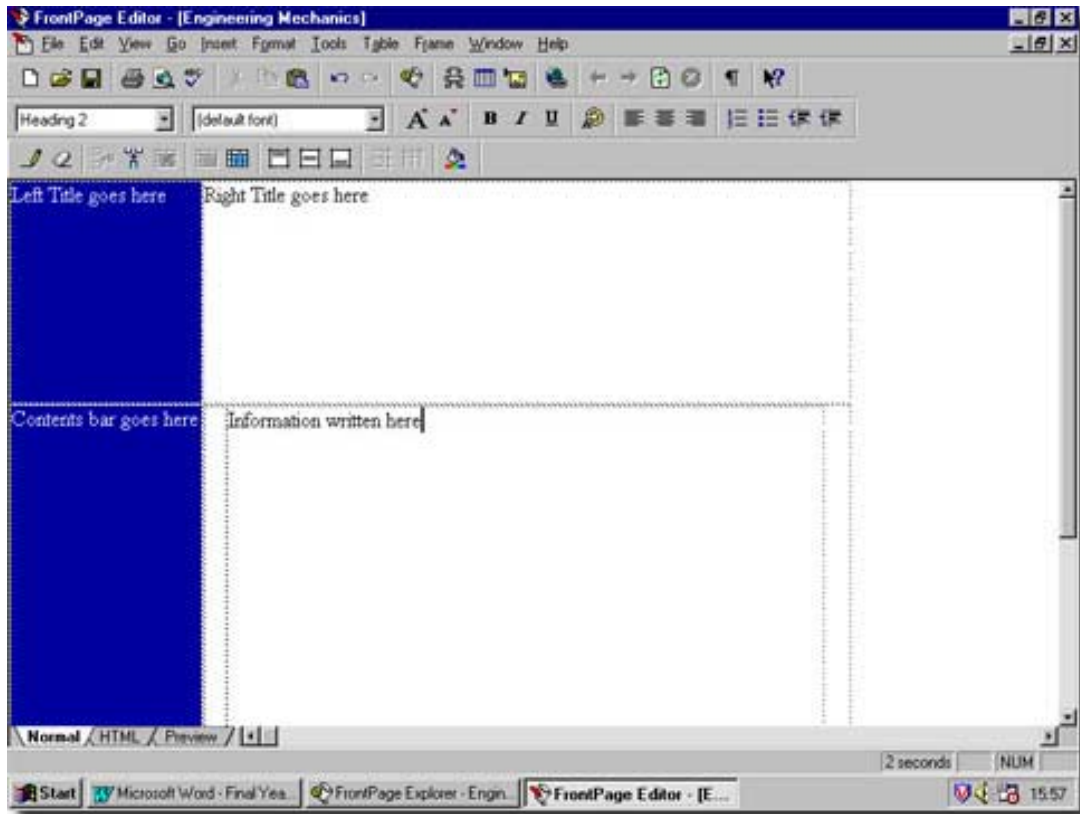 FrontPage Editor - [Engineering Mechanics]
File Edit View Go Insert Format Tools Table Frame Window Help
Heading 2 (default font) A A B I U
Left Title goes here Right Title goes here
Contents bar goes here Information written here
Normal HTML Preview
2 seconds NUM
Start Microsoft Word - Final Yea... FrontPage Explorer - Engin... FrontPage Editor - [E... 15:57